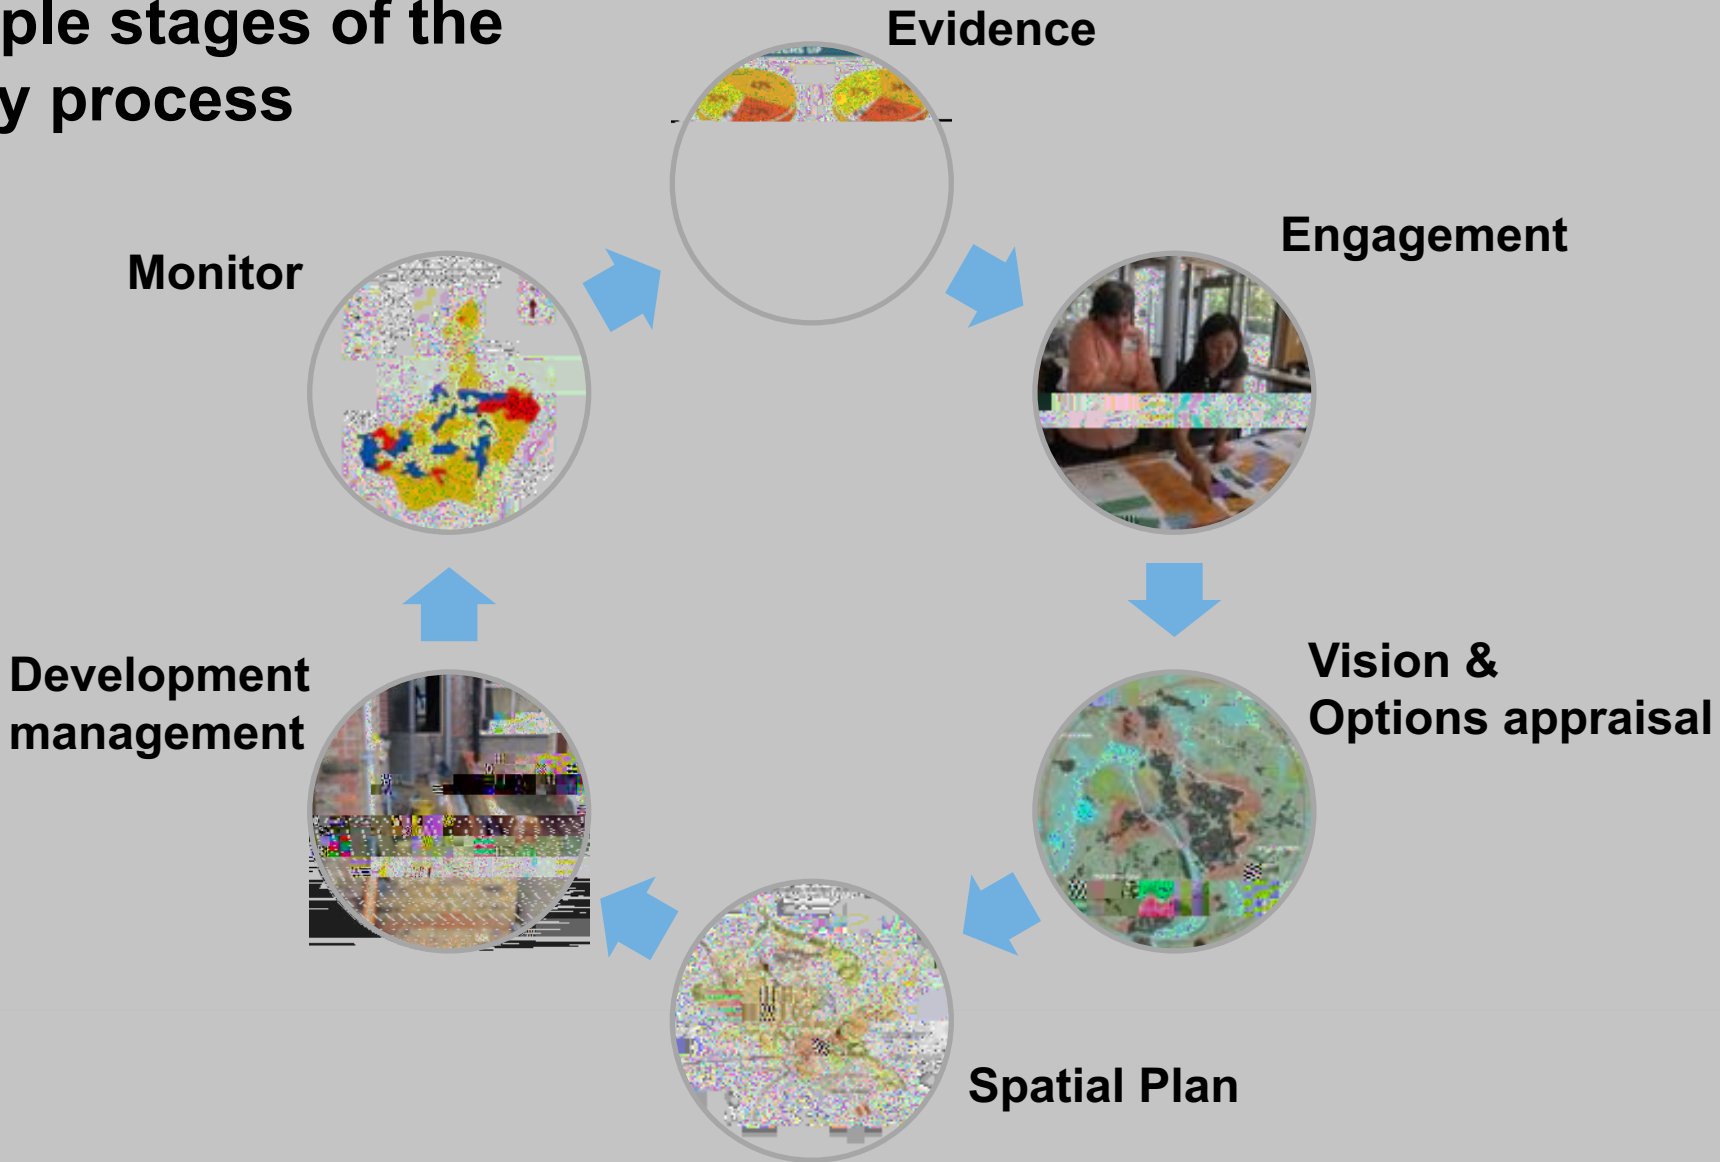 ple stages of the
y process
Evidence
Engagement
Monitor
Vision &
Options appraisal
Development
management
Spatial Plan